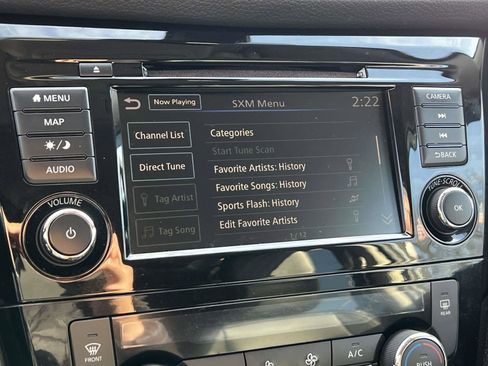 MENU
MAP
AUDIO
VOLUME
Now Playing
SXM Menu
2:22
Channel List
Direct Tune
Tag Artist
Tag Song
Categories
Start Tune Scan
Favorite Artists: History
Favorite Songs: History
Sports Flash: History
Edit Favorite Artists
1/12
CAMERA
BACK
TUNE·SCROLL
OK
FRONT
A/C
PUSH
REAR